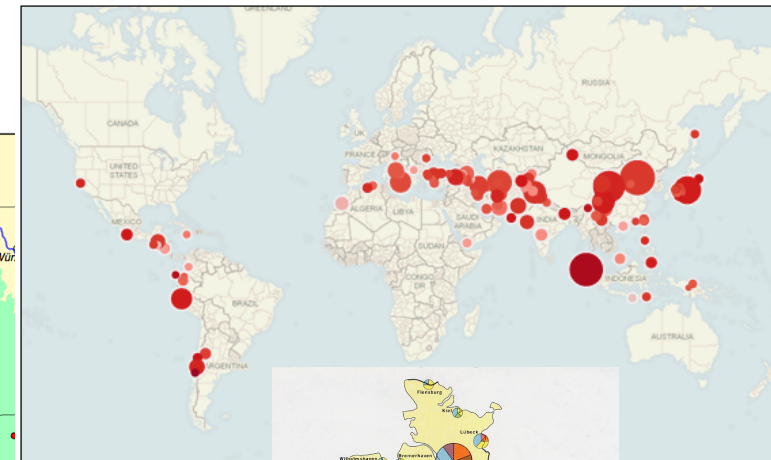 GREENLAND
RUSSIA
CANADA
UK
KAZAKHSTAN
MONGOLIA
FRANCE
UNITED
STATES
ALGERIA
LIBYA
MEXICO
SAUDI
ARABIA
INDIA
SUDAN
CONGO
DR
INDONESIA
BRAZIL
AUSTRALIA
ARGENTINA
Flensburg
Kiel
Lübeck
Wilhelmshaven
Bremerhaven